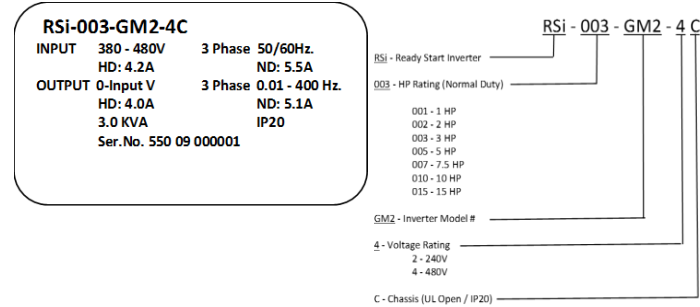 RSi-003-GM2-4C
INPUT 380 - 480V 3 Phase 50/60Hz.
HD: 4.2A ND: 5.5A
OUTPUT 0-Input V 3 Phase 0.01 - 400 Hz.
HD: 4.0A ND: 5.1A
3.0 KVA IP20
Ser.No. 550 09 000001
RSi - 003 - GM2 - 4 C
RSi - Ready Start Inverter
003 - HP Rating (Normal Duty)
001 - 1 HP
002 - 2 HP
003 - 3 HP
005 - 5 HP
007 - 7.5 HP
010 - 10 HP
015 - 15 HP
GM2 - Inverter Model #
4 - Voltage Rating
2 - 240V
4 - 480V
C - Chassis (UL Open / IP20)